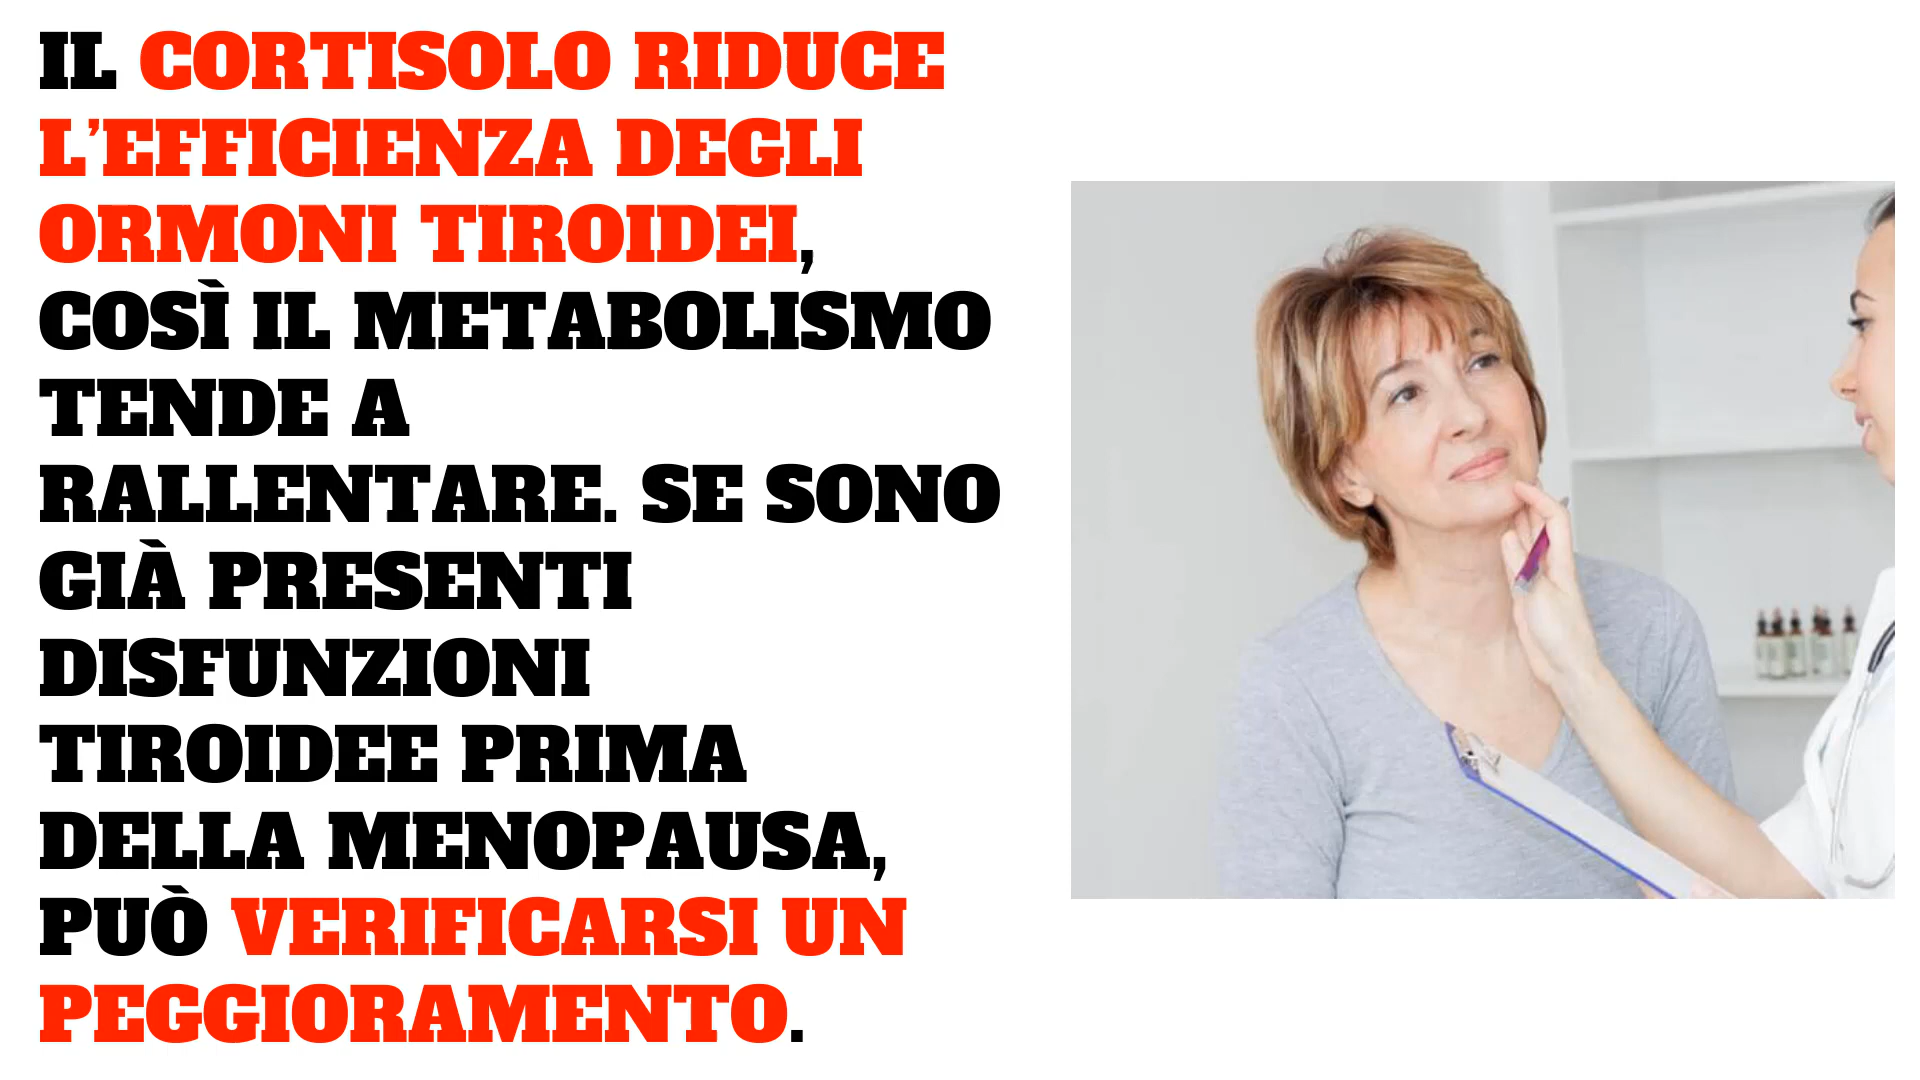 IL CORTISOLO RIDUCE
L’EFFICIENZA DEGLI
ORMONI TIROIDEI,
COSÌ IL METABOLISMO
TENDE A
RALLENTARE. SE SONO
GIÀ PRESENTI
DISFUNZIONI
TIROIDEE PRIMA
DELLA MENOPAUSA,
PUÒ VERIFICARSI UN
PEGGIORAMENTO.